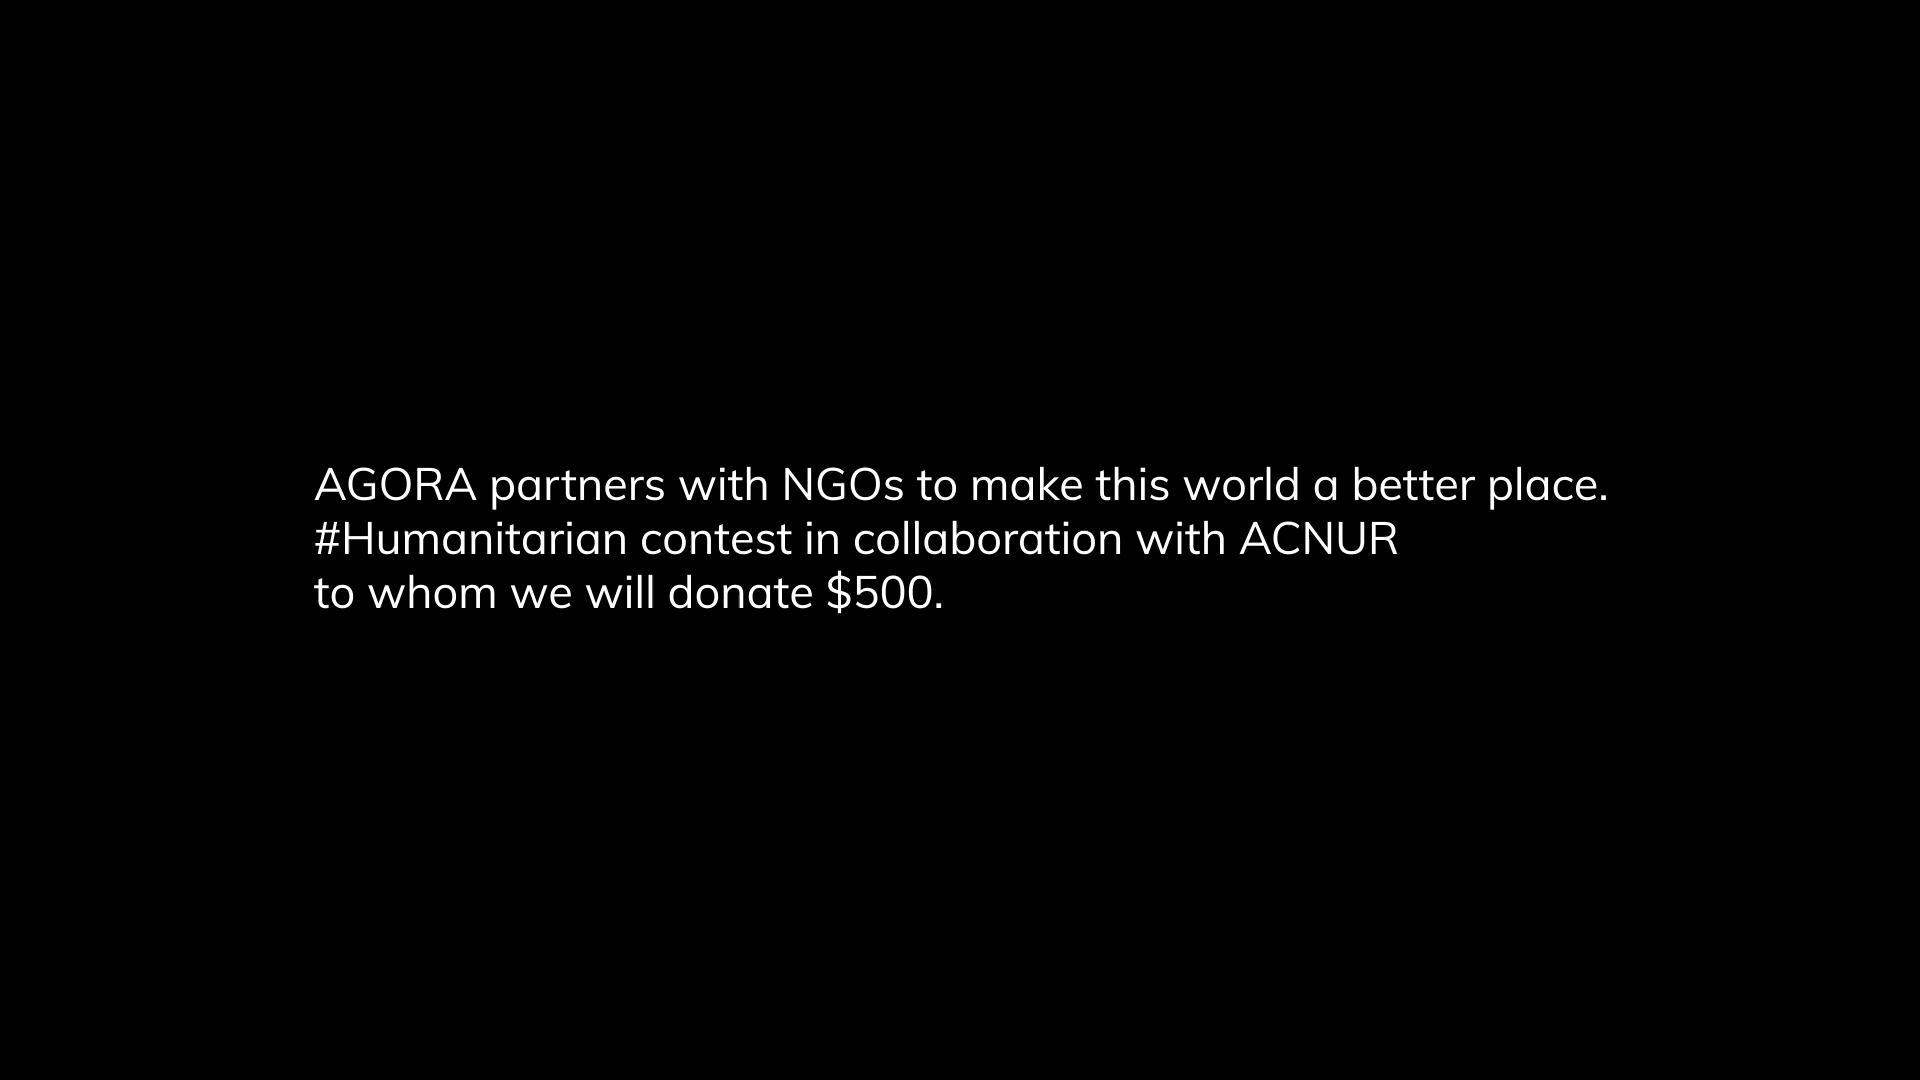 AGORA partners with NGOs to make this world a better place.
#Humanitarian contest in collaboration with ACNUR
to whom we will donate $500.